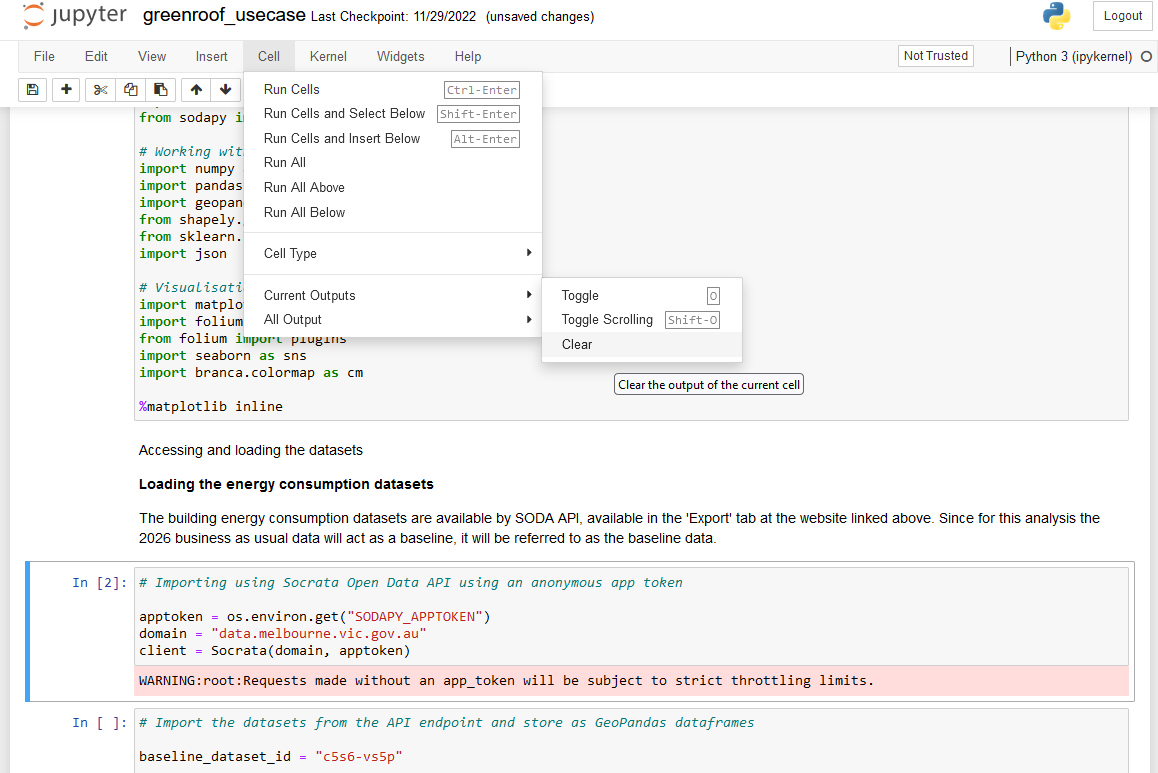 jupyter greenroof_usecase Last Checkpoint: 11/29/2022 (unsaved changes) Logout
File Edit View Insert Cell Kernel Widgets Help Not Trusted Python 3 (ipykernel)
Run Cells Ctrl-Enter
Run Cells and Select Below Shift-Enter
Run Cells and Insert Below Alt-Enter
Run All
Run All Above
Run All Below
Cell Type
Current Outputs
All Output
Toggle O
Toggle Scrolling Shift-O
Clear
Clear the output of the current cell
from sodapy
# Working
import numpy
import pandas
from shapely.
from sklearn.
import json
#
import
import folium
from folium import plugins
import seaborn as sns
import branca.colormap as cm
%matplotlib inline
Accessing and loading the datasets
Loading the energy consumption datasets
The building energy consumption datasets are available by SODA API, available in the 'Export' tab at the website linked above. Since for this analysis the
2026 business as usual data will act as a baseline, it will be referred to as the baseline data.
In [2]: # Importing using Socrata Open Data API using an anonymous app token
apptoken = os.environ.get("SODAPY_APPTOKEN")
domain = "data.melbourne.vic.gov.au"
client = Socrata(domain, apptoken)
WARNING:root:Requests made without an app_token will be subject to strict throttling limits.
In [ ]: # Import the datasets from the API endpoint and store as GeoPandas dataframes
baseline_dataset_id = "c5s6-vs5p"